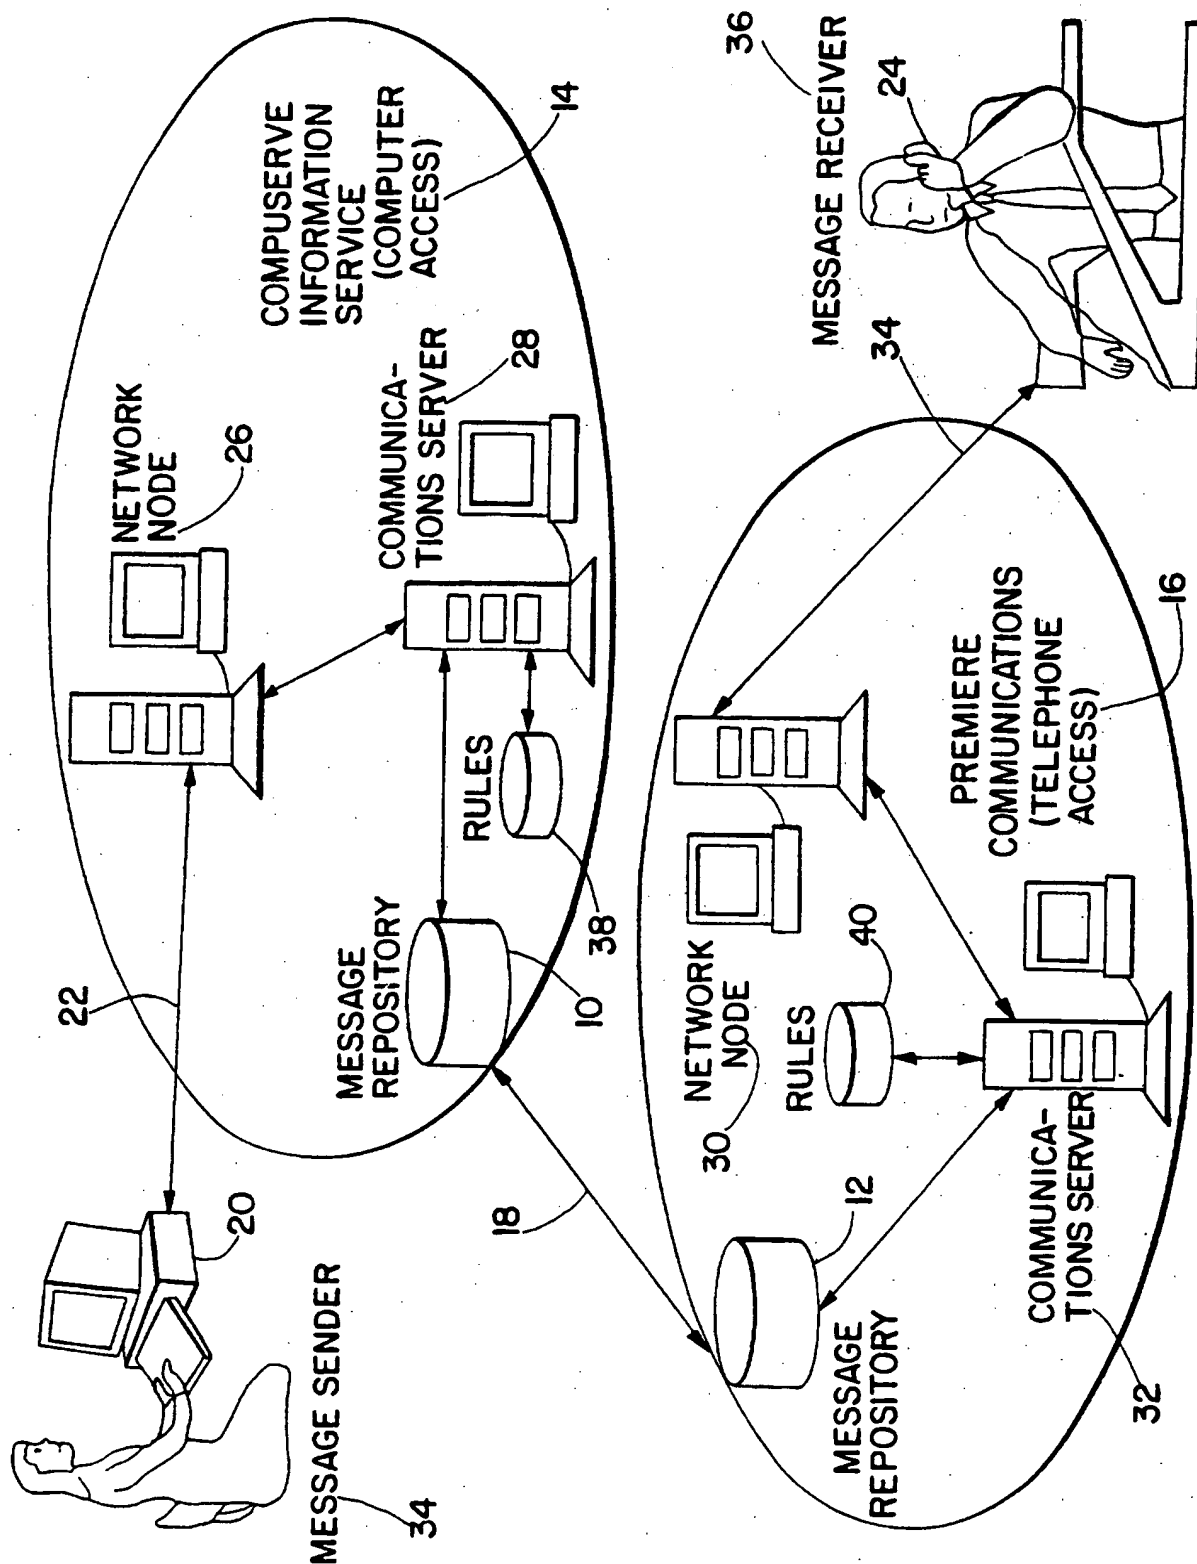 MESSAGE SENDER
34
20
22
NETWORK
NODE
26
COMPUSERVE
INFORMATION
SERVICE
(COMPUTER
ACCESS)
14
COMMUNICA-
TIONS SERVER
28
RULES
38
MESSAGE
REPOSITORY
10
18
MESSAGE
REPOSITORY
12
NETWORK
NODE
30
RULES
40
COMMUNICA-
TIONS SERVER
32
PREMIERE
COMMUNICATIONS
(TELEPHONE
ACCESS)
16
34
MESSAGE RECEIVER
36
24